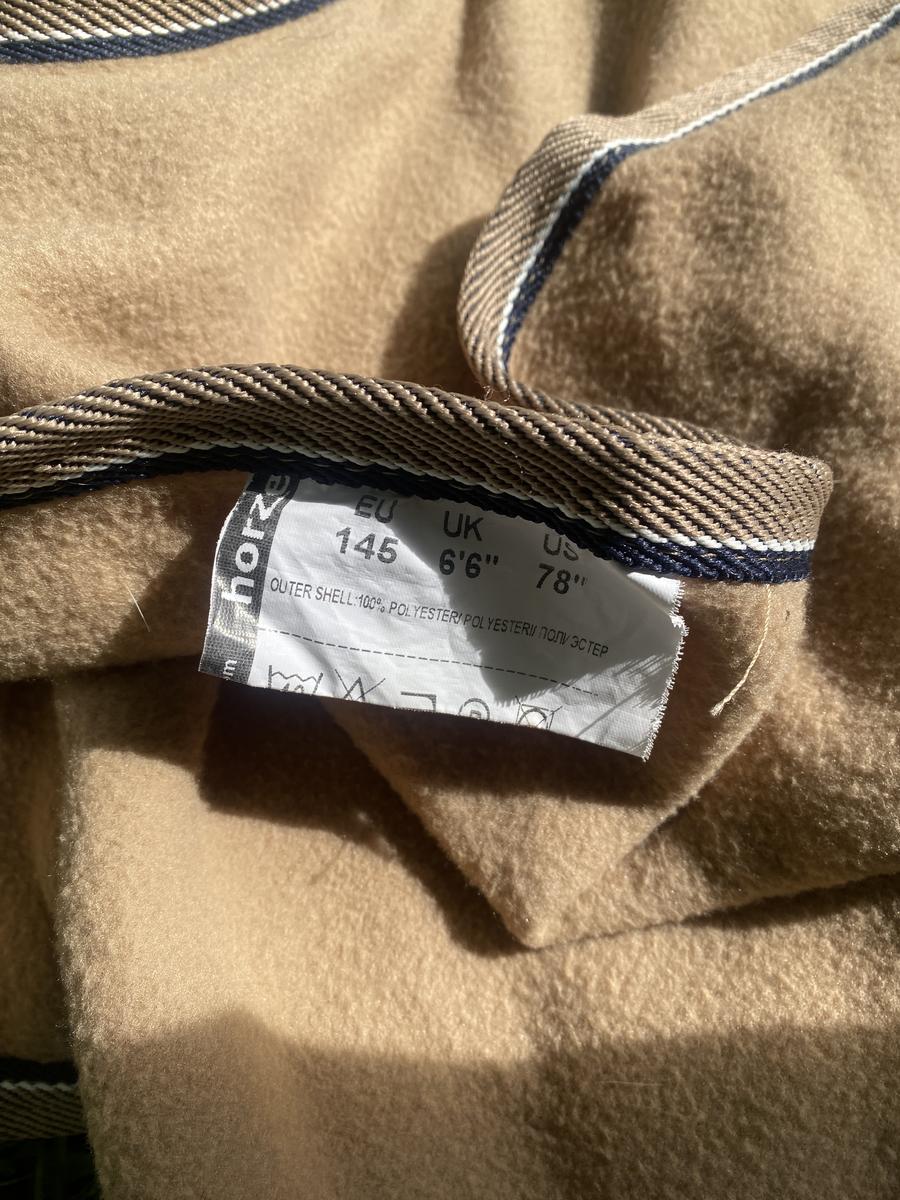 horze
EU UK US
145 6'6" 78"
OUTER SHELL:100% POLYESTER/ POLYESTERI/ ПОЛИЭСТЕР